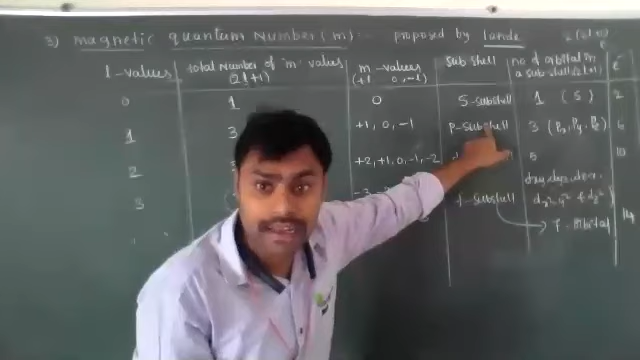 3) magnetic quantum Number (m) :- proposed by lande
l-values total Number of 'm' values (2l+1) m-values (+l, 0, -l) Sub shell no of orbital in a sub-shell (2l+1)
0 1 0 S-subshell 1 (S) 2
1 3 +1, 0, -1 P-subshell 3 (Px, Py, Pz) 6
2 +2, +1, 0, -1, -2 5 10
dxy, dyz, dzx
3 -3, f-subshell
7-orbital 14